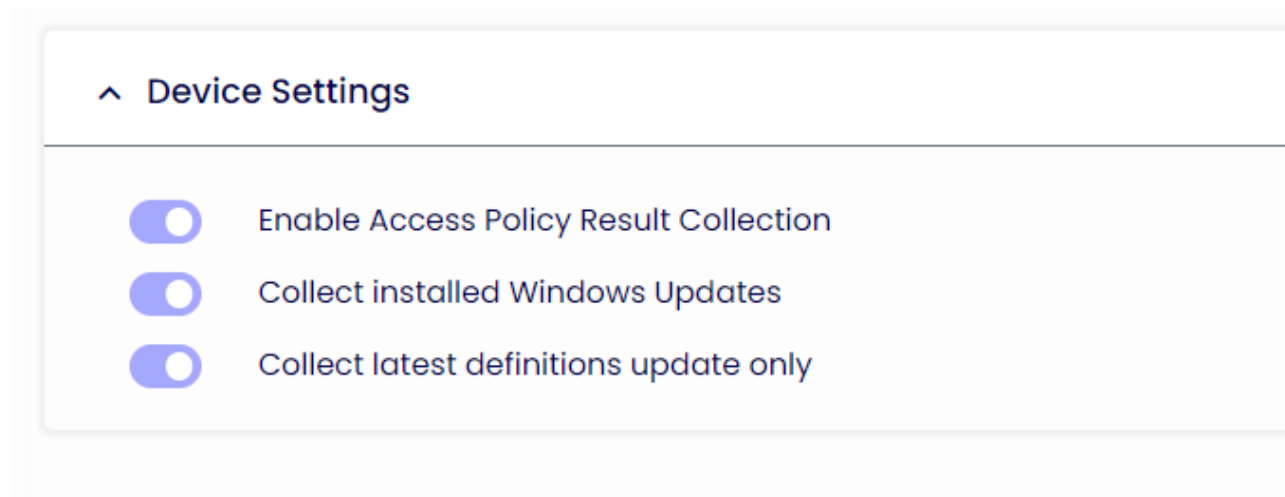 Device Settings
Enable Access Policy Result Collection
Collect installed Windows Updates
Collect latest definitions update only